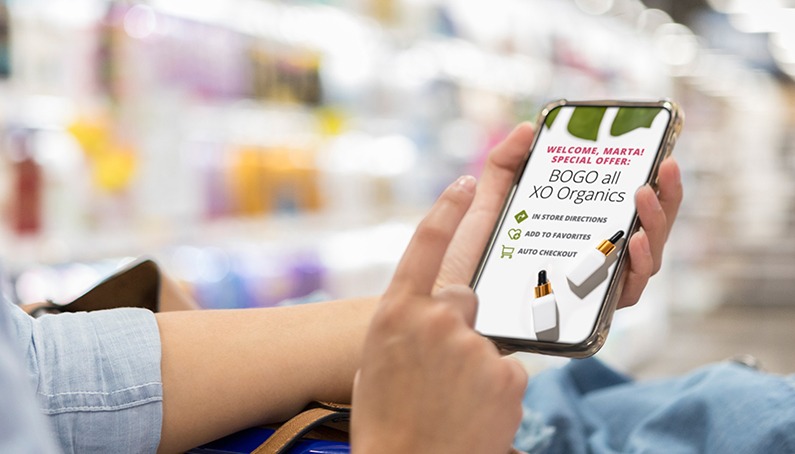 WELCOME, MARTA!
SPECIAL OFFER:
BOGO all
XO Organics
IN STORE DIRECTIONS
ADD TO FAVORITES
AUTO CHECKOUT